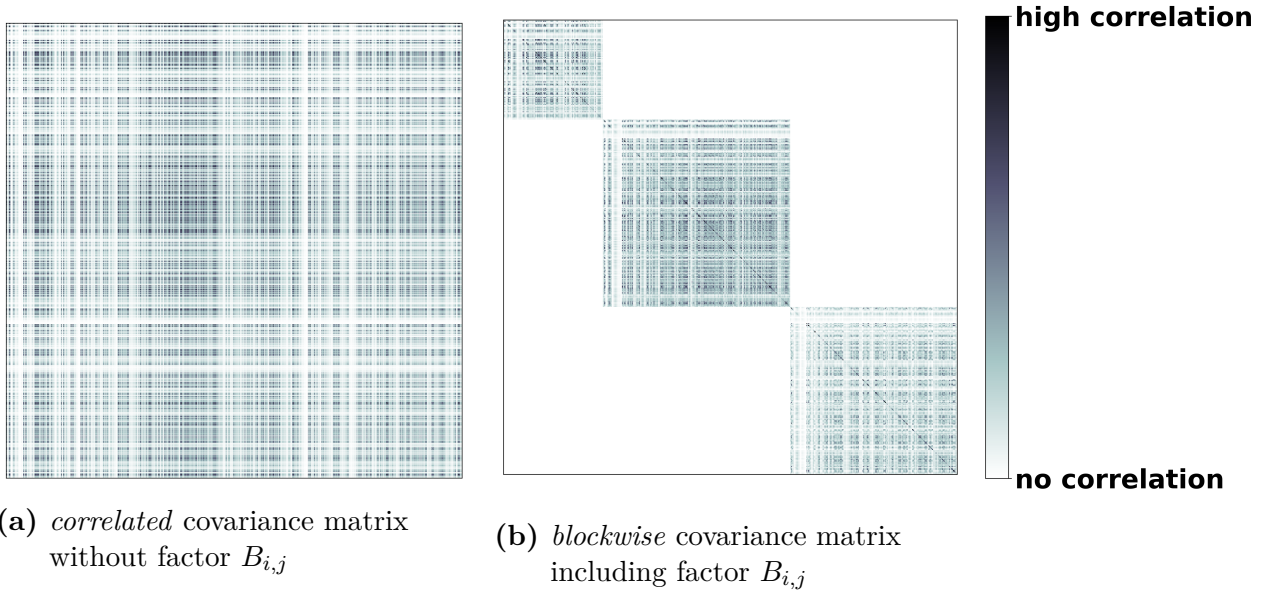 high correlation
no correlation
(a) correlated covariance matrix
without factor B_{i,j}
(b) blockwise covariance matrix
including factor B_{i,j}